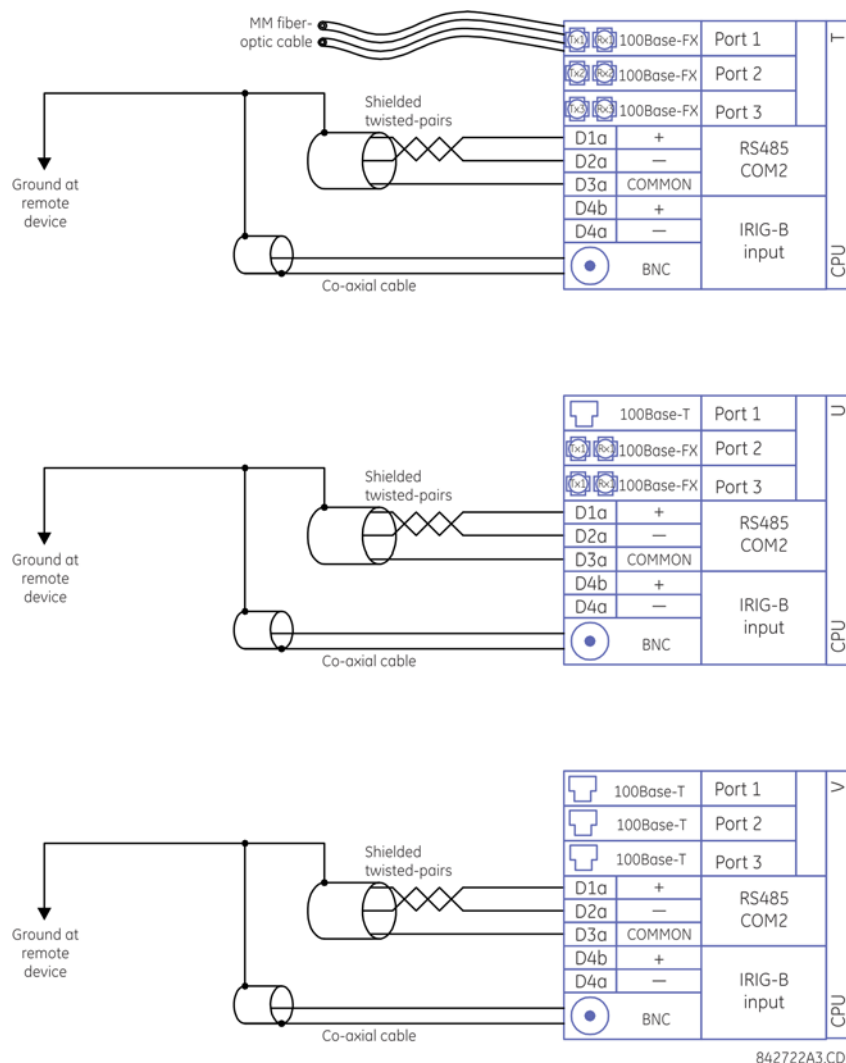 MM fiber-
optic cable
Tx1 Rx1 100Base-FX Port 1
Tx2 Rx2 100Base-FX Port 2
Tx3 Rx3 100Base-FX Port 3
T
CPU
Shielded
twisted-pairs
Ground at
remote
device
Co-axial cable
D1a +
D2a —
D3a COMMON
RS485
COM2
D4b +
D4a —
BNC
IRIG-B
input
100Base-T Port 1
Tx1 100Base-FX Port 2
Tx1 100Base-FX Port 3
U
CPU
Shielded
twisted-pairs
Ground at
remote
device
Co-axial cable
D1a +
D2a —
D3a COMMON
RS485
COM2
D4b +
D4a —
BNC
IRIG-B
input
100Base-T Port 1
100Base-T Port 2
100Base-T Port 3
V
CPU
Shielded
twisted-pairs
Ground at
remote
device
Co-axial cable
D1a +
D2a —
D3a COMMON
RS485
COM2
D4b +
D4a —
BNC
IRIG-B
input
842722A3.CD